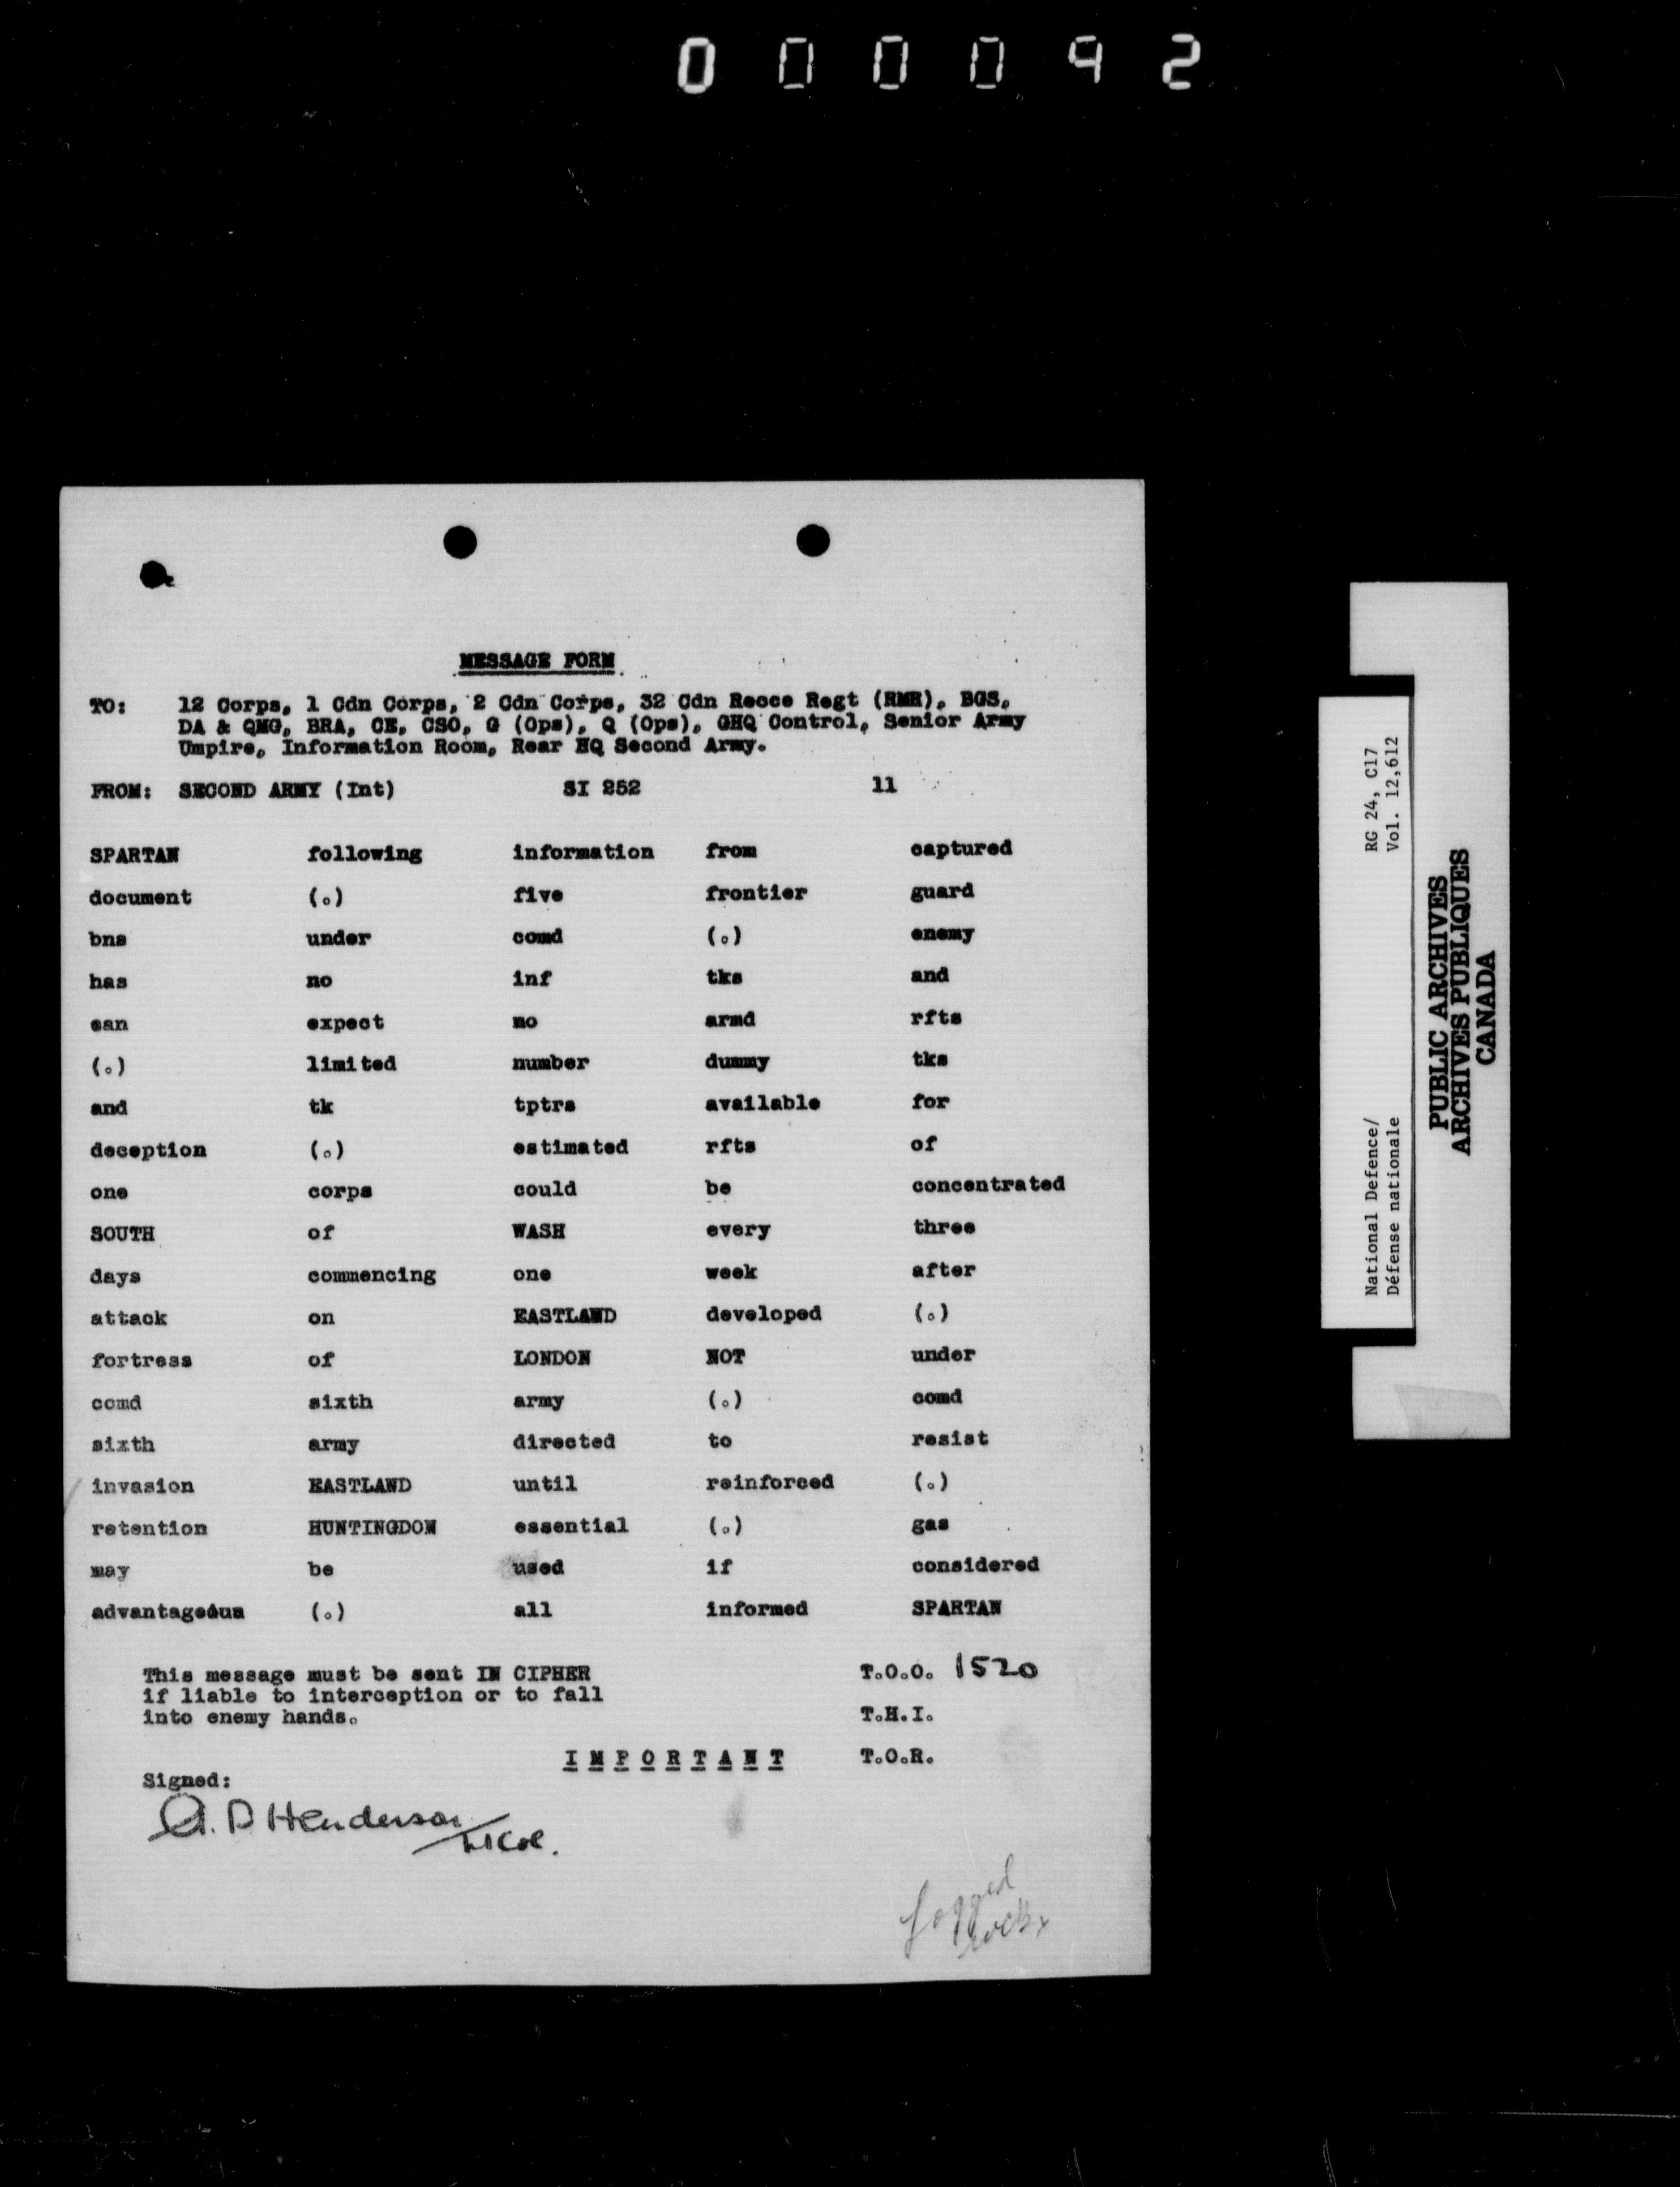 000092
MESSAGE FORM
TO: 12 Corps, 1 Cdn Corps, 2 Cdn Corps, 32 Cdn Recce Regt (RMR), BGS,
DA & QMG, BRA, CE, CSO, G (Ops), Q (Ops), GHQ Control, Senior Army
Umpire, Information Room, Rear HQ Second Army.
FROM: SECOND ARMY (Int) SI 252 11
SPARTAN following information from captured
document (.) five frontier guard
bns under comd (.) enemy
has no inf tks and
can expect no armd rfts
(.) limited number dummy tks
and tk tptrs available for
deception (.) estimated rfts of
one corps could be concentrated
SOUTH of WASH every three
days commencing one week after
attack on EASTLAND developed (.)
fortress of LONDON NOT under
comd sixth army (.) comd
sixth army directed to resist
invasion EASTLAND until reinforced (.)
retention HUNTINGDON essential (.) gas
may be used if considered
advantageous (.) all informed SPARTAN
This message must be sent IN CIPHER
if liable to interception or to fall
into enemy hands.
T.O.O. 1520
T.H.I.
IMPORTANT T.O.R.
Signed:
A. D Henderson
Lt Col.
Logged
National Defence/ RG 24, C17
Défense nationale Vol. 12,612
PUBLIC ARCHIVES
ARCHIVES PUBLIQUES
CANADA